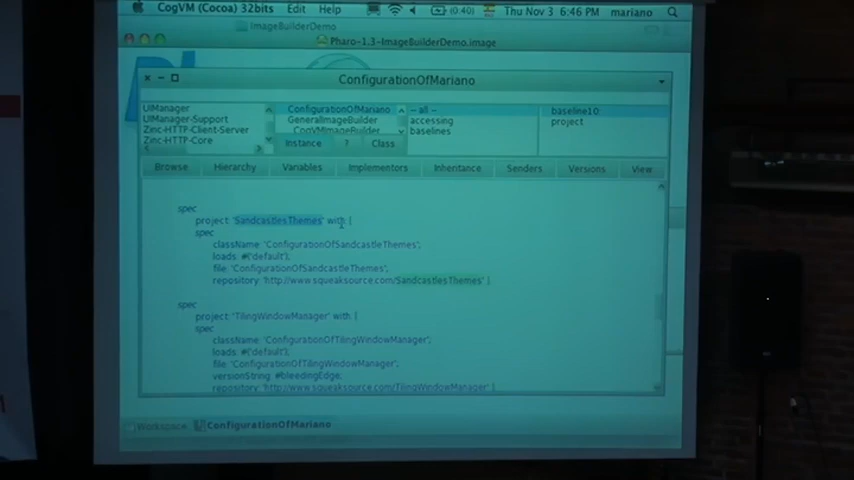 CogVM (Cocoa) 32bits Edit Help (0:40) Thu Nov 3 6:46 PM mariano
ImageBuilderDemo
Pharo-1.3-ImageBuilderDemo.image
ConfigurationOfMariano
UIManager
UIManager-Support
Zinc-HTTP-Client-Server
Zinc-HTTP-Core
ConfigurationOfMariano
GeneralImageBuilder
CogVMImageBuilder
Instance ? Class
-- all --
accessing
baselines
baseline10
project
Browse Hierarchy Variables Implementors Inheritance Senders Versions View
spec
project: 'SandcastlesThemes' with: [
spec
className: 'ConfigurationOfSandcastleThemes';
loads: #('default');
file: 'ConfigurationOfSandcastleThemes';
repository: 'http://www.squeaksource.com/SandcastlesThemes' ]
spec
project: 'TilingWindowManager' with: [
spec
className: 'ConfigurationOfTilingWindowManager';
loads: #('default');
file: 'ConfigurationOfTilingWindowManager';
versionString: #bleedingEdge;
repository: 'http://www.squeaksource.com/TilingWindowManager' ]
Workspace ConfigurationOfMariano